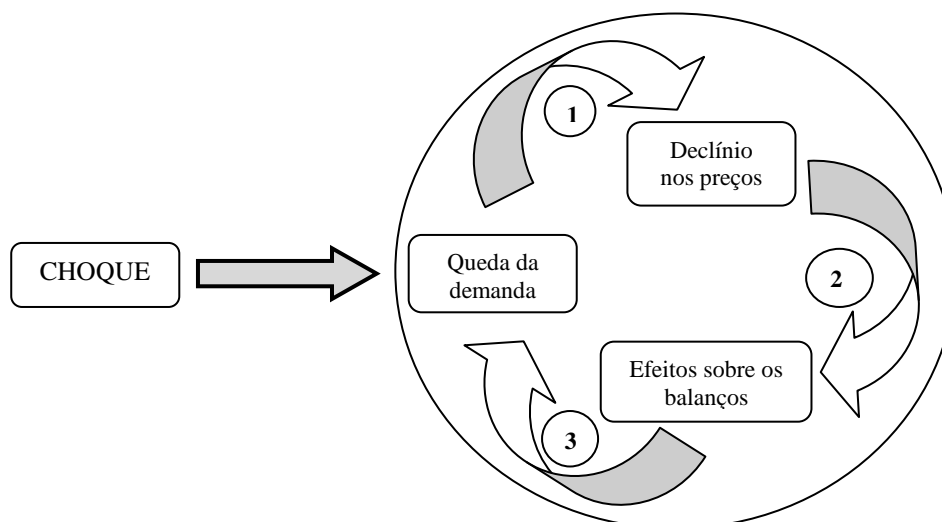 1
Declínio
nos preços
CHOQUE
Queda da
demanda
2
Efeitos sobre os
balanços
3